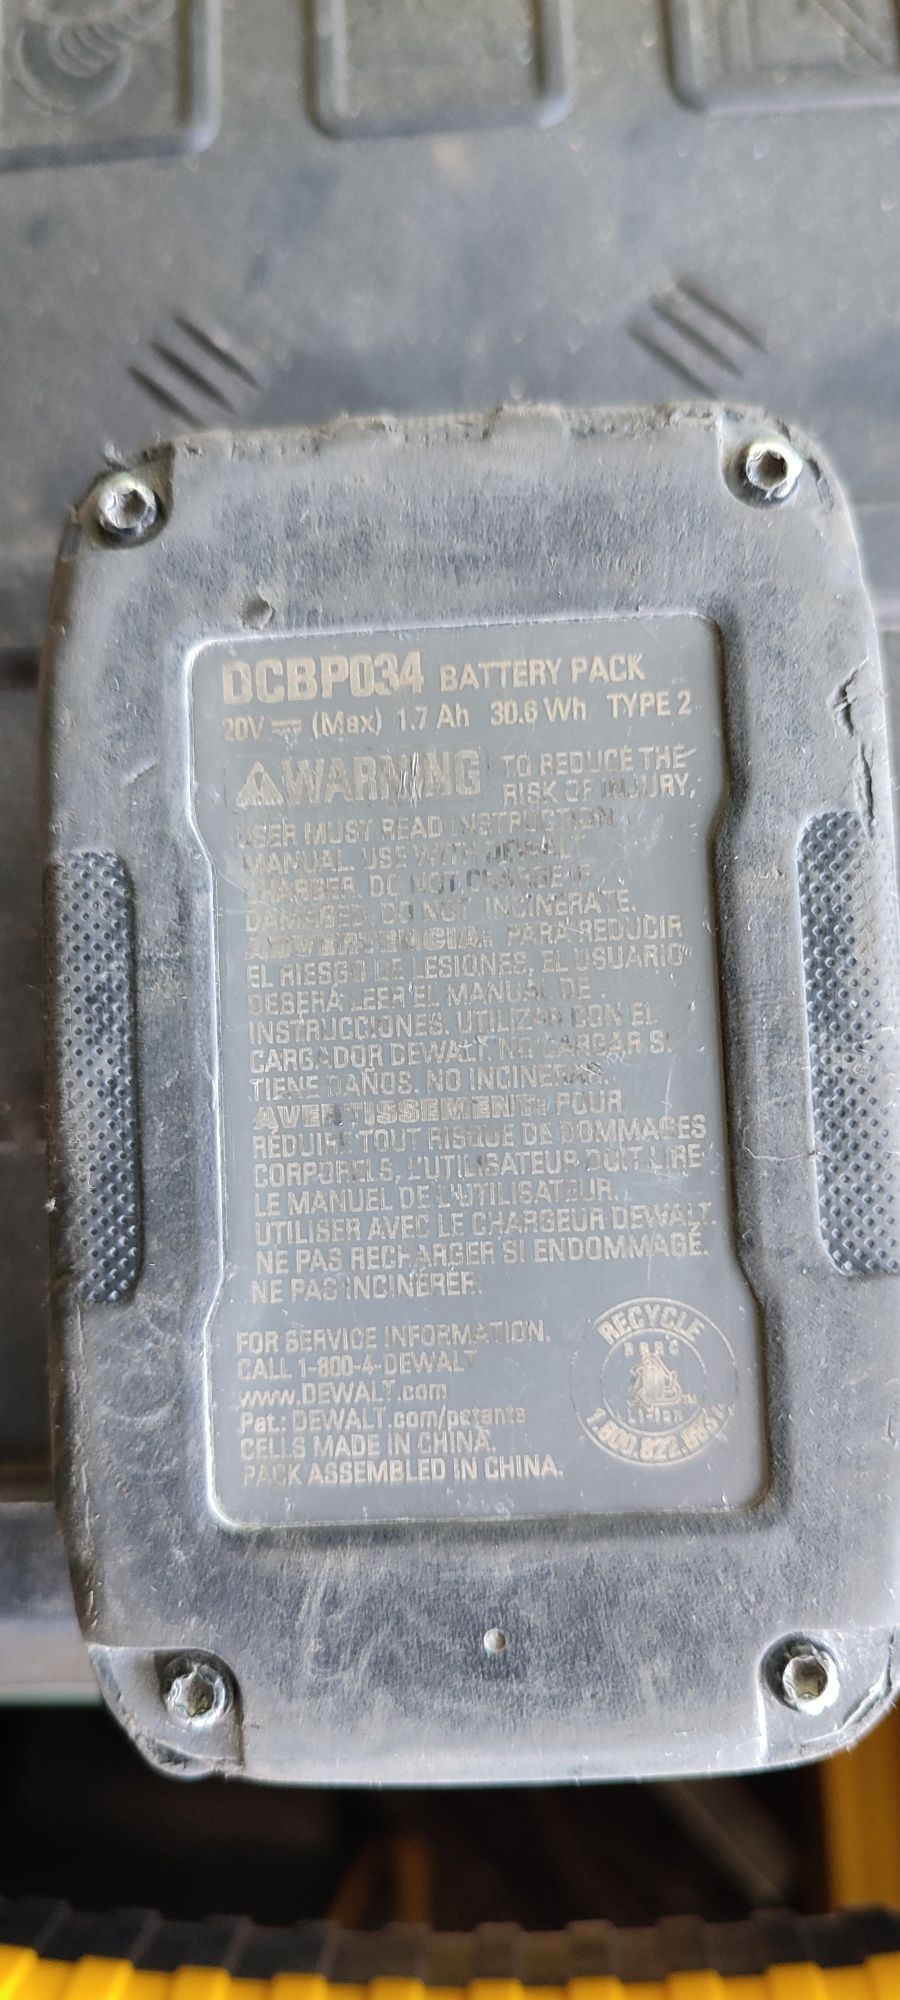 DCBP034 BATTERY PACK
20V ⎓ (Max) 1.7 Ah 30.6 Wh TYPE 2
WARNING TO REDUCE THE
RISK OF INJURY,
USER MUST READ INSTRUCTION
MANUAL. USE WITH DEWALT
CHARGER. DO NOT CHARGE IF
DAMAGED. DO NOT INCINERATE.
ADVERTENCIA: PARA REDUCIR
EL RIESGO DE LESIONES, EL USUARIO
DEBERÁ LEER EL MANUAL DE
INSTRUCCIONES. UTILIZAR CON EL
CARGADOR DEWALT. NO CARGAR SI
TIENE DAÑOS. NO INCINERAR.
AVERTISSEMENT: POUR
RÉDUIRE TOUT RISQUE DE DOMMAGES
CORPORELS, L'UTILISATEUR DOIT LIRE
LE MANUEL DE L'UTILISATEUR.
UTILISER AVEC LE CHARGEUR DEWALT.
NE PAS RECHARGER SI ENDOMMAGÉ.
NE PAS INCINÉRER.
FOR SERVICE INFORMATION,
CALL 1-800-4-DEWALT
www.DEWALT.com
Pat.: DEWALT.com/patents
CELLS MADE IN CHINA.
PACK ASSEMBLED IN CHINA.
RECYCLE
RBRC
Li-Ion